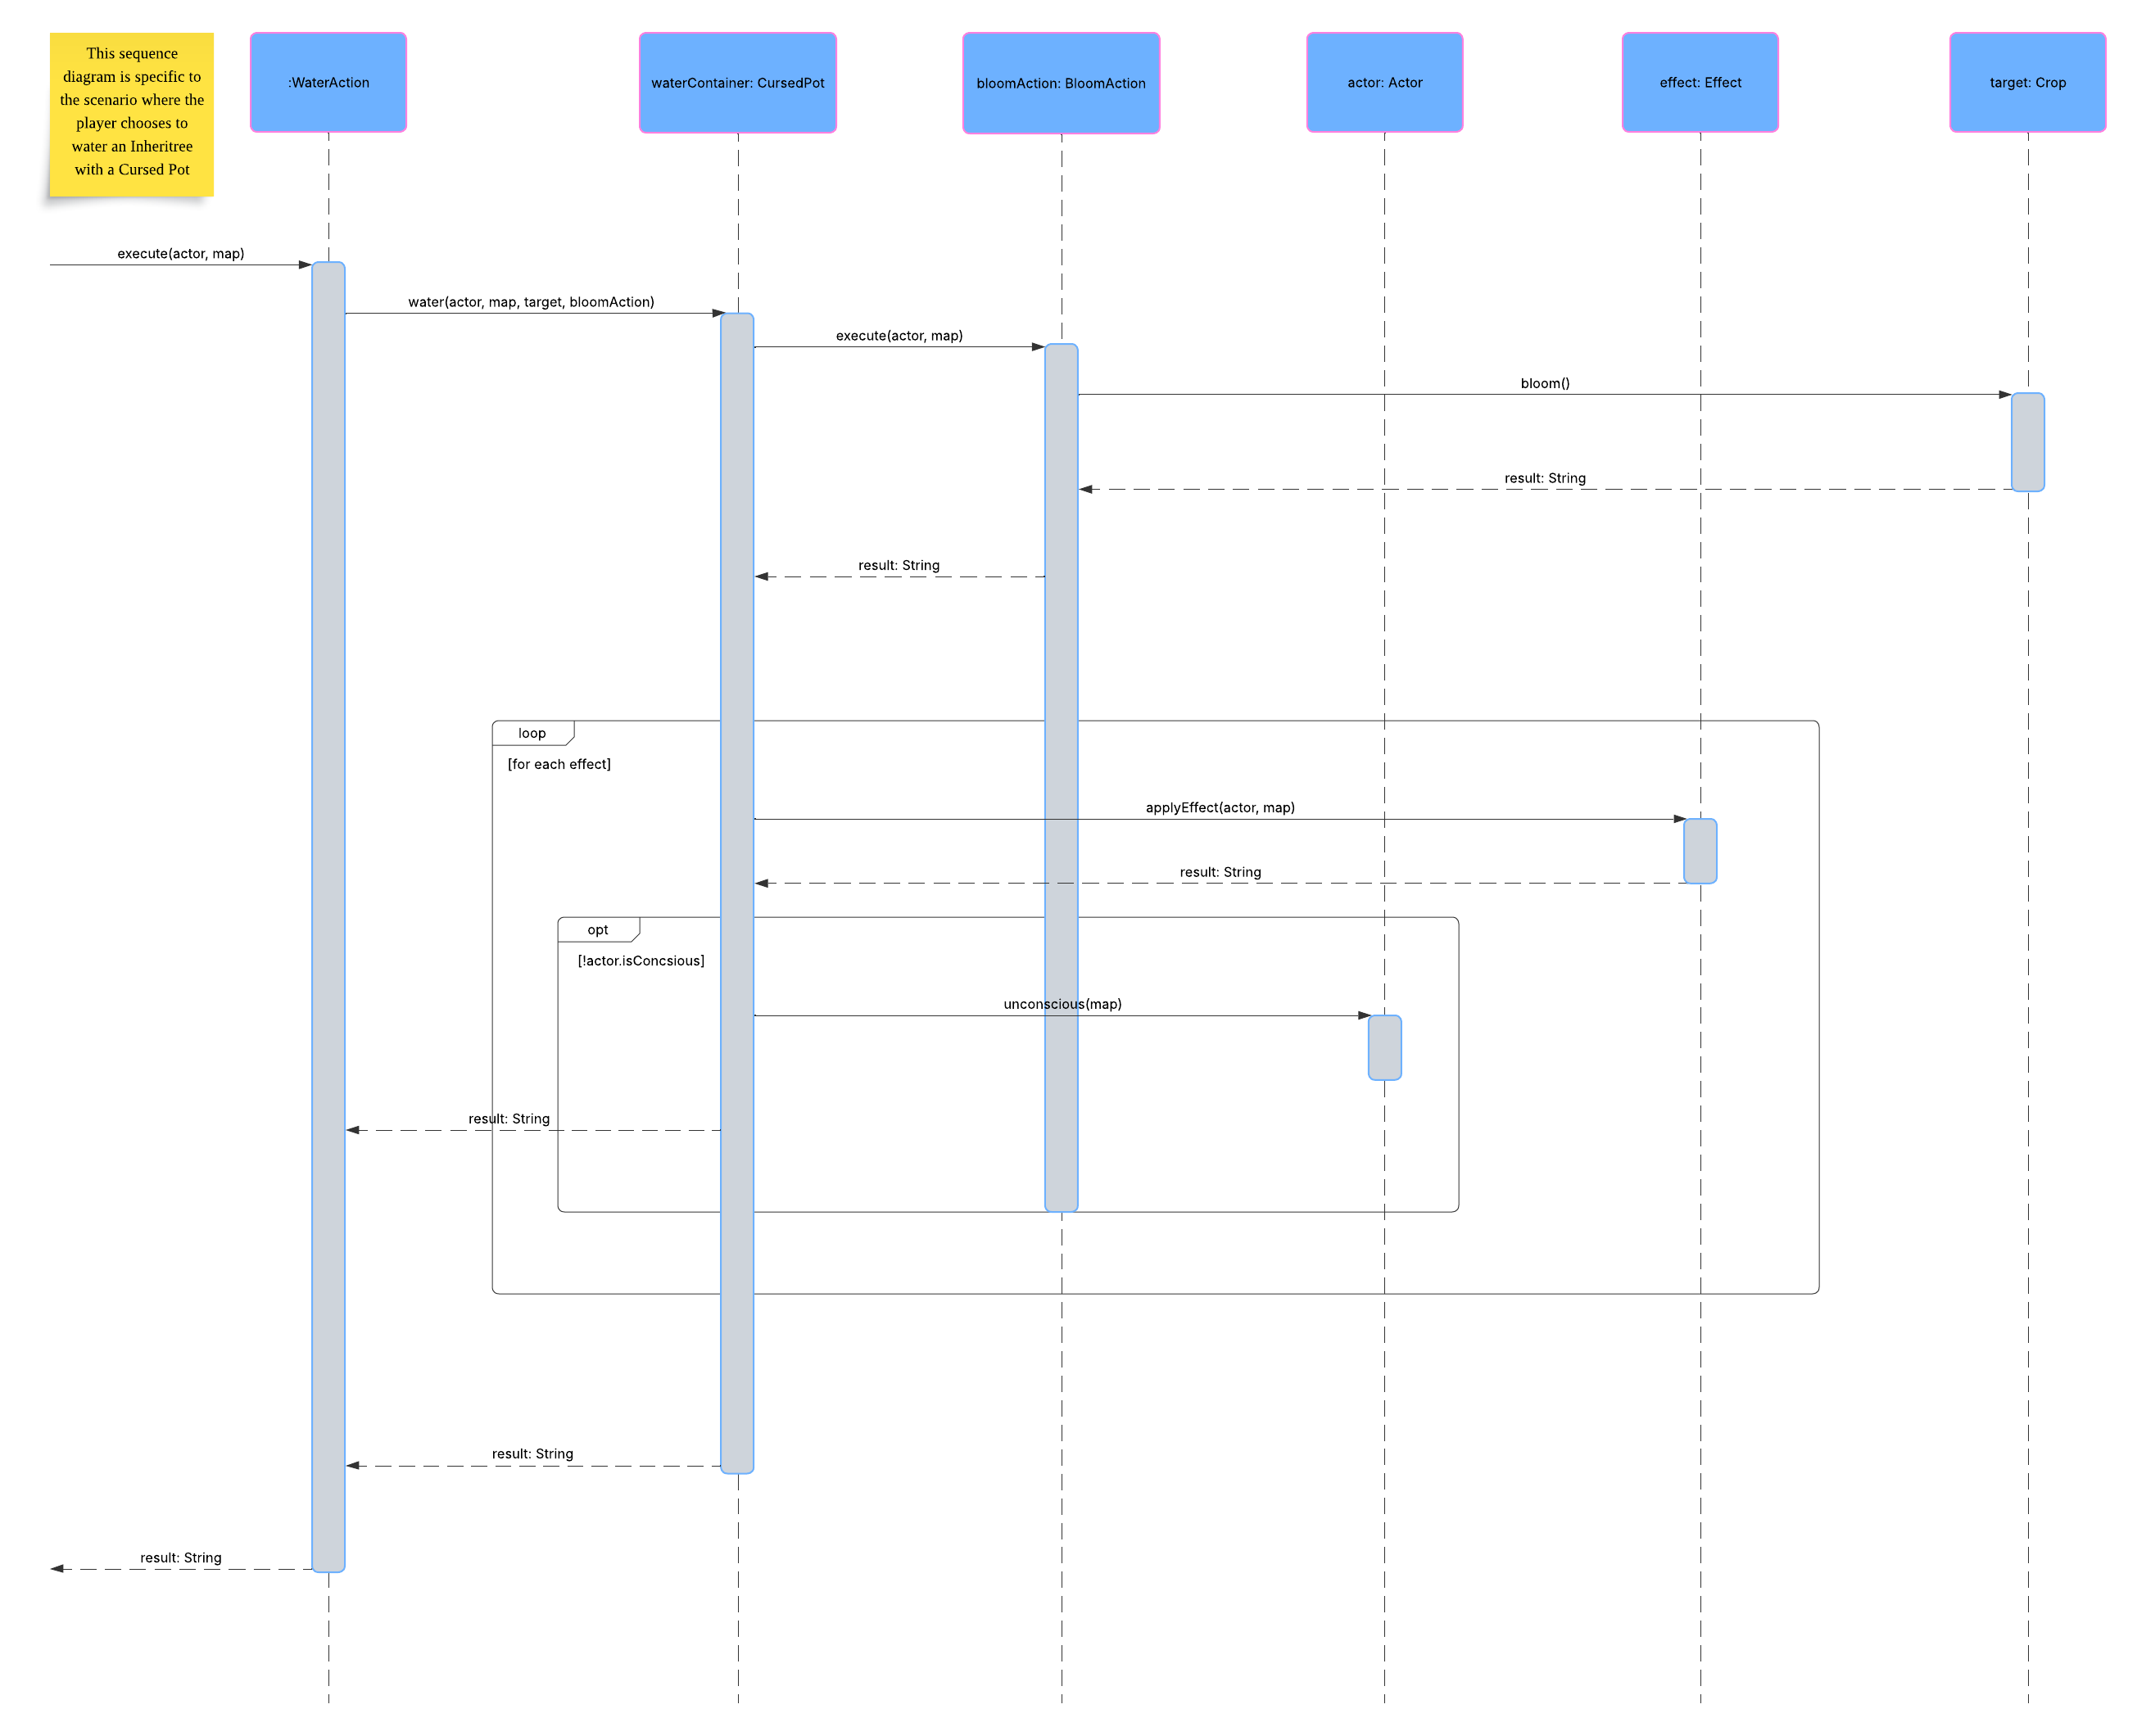 This sequence
diagram is specific to
the scenario where the
player chooses to
water an Inheritree
with a Cursed Pot
:WaterAction
waterContainer: CursedPot
bloomAction: BloomAction
actor: Actor
effect: Effect
target: Crop
execute(actor, map)
water(actor, map, target, bloomAction)
execute(actor, map)
bloom()
result: String
result: String
loop
[for each effect]
applyEffect(actor, map)
result: String
opt
[!actor.isConcsious]
unconscious(map)
result: String
result: String
result: String